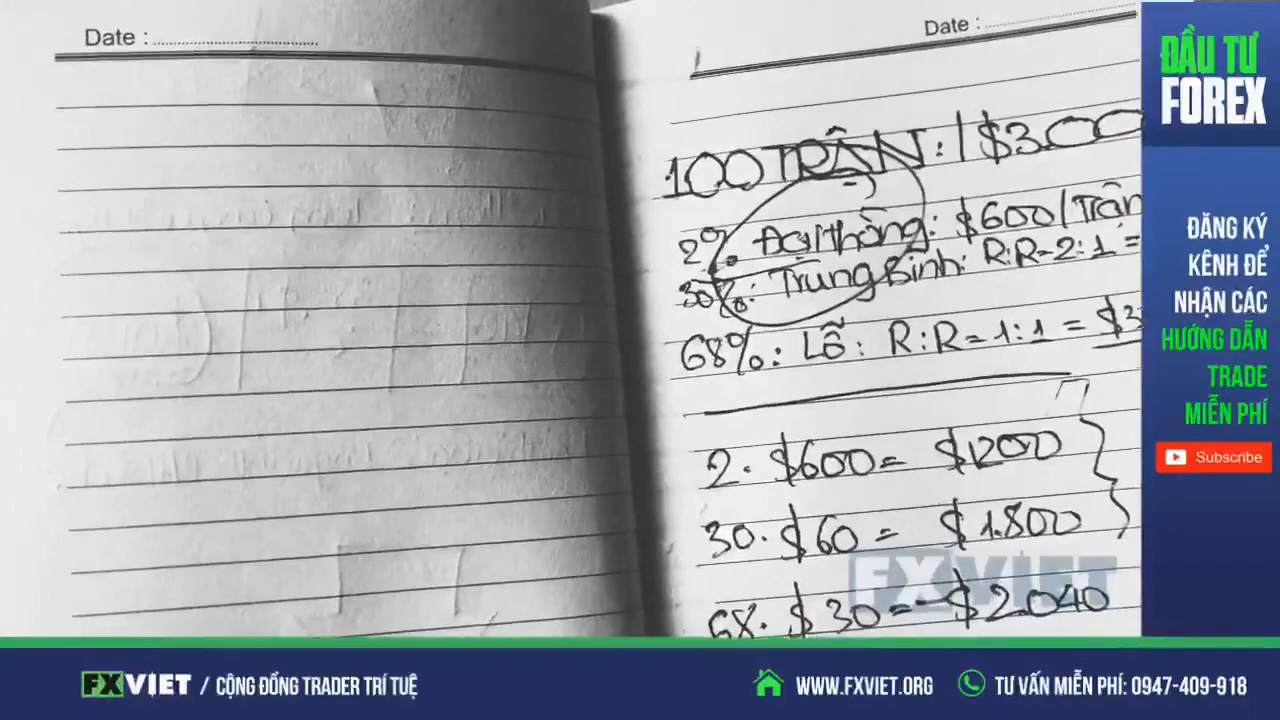 Date :
Date :
100 TRẬN: | $3.00
2%. Đại thắng: $600/Trận
30%: Trung Bình: R:R=2:1 =
68%: Lỗ: R:R=1:1 = $3
2. $600= $1200
30. $60 = $1.800
68. $30 = -$2.040
FXVIET
ĐẦU TƯ
FOREX
ĐĂNG KÝ
KÊNH ĐỂ
NHẬN CÁC
HƯỚNG DẪN
TRADE
MIỄN PHÍ
Subscribe
FXVIET / CỘNG ĐỒNG TRADER TRÍ TUỆ
WWW.FXVIET.ORG
TƯ VẤN MIỄN PHÍ: 0947-409-918